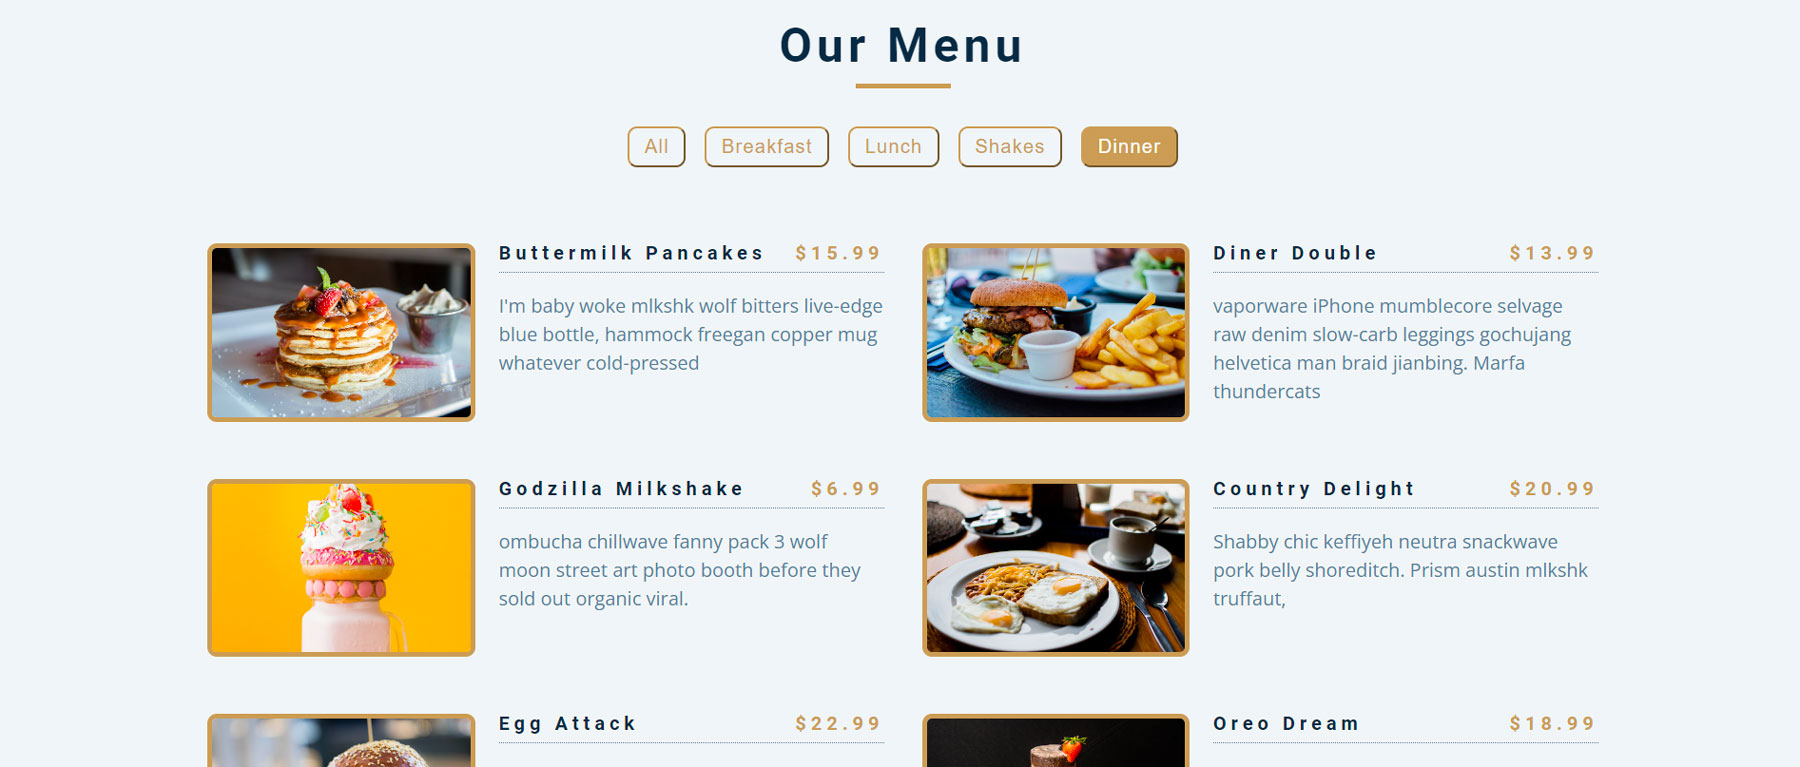 Our Menu
All
Breakfast
Lunch
Shakes
Dinner
Buttermilk Pancakes $15.99
I'm baby woke mlkshk wolf bitters live-edge
blue bottle, hammock freegan copper mug
whatever cold-pressed
Diner Double $13.99
vaporware iPhone mumblecore selvage
raw denim slow-carb leggings gochujang
helvetica man braid jianbing. Marfa
thundercats
Godzilla Milkshake $6.99
ombucha chillwave fanny pack 3 wolf
moon street art photo booth before they
sold out organic viral.
Country Delight $20.99
Shabby chic keffiyeh neutra snackwave
pork belly shoreditch. Prism austin mlkshk
truffaut,
Egg Attack $22.99
Oreo Dream $18.99